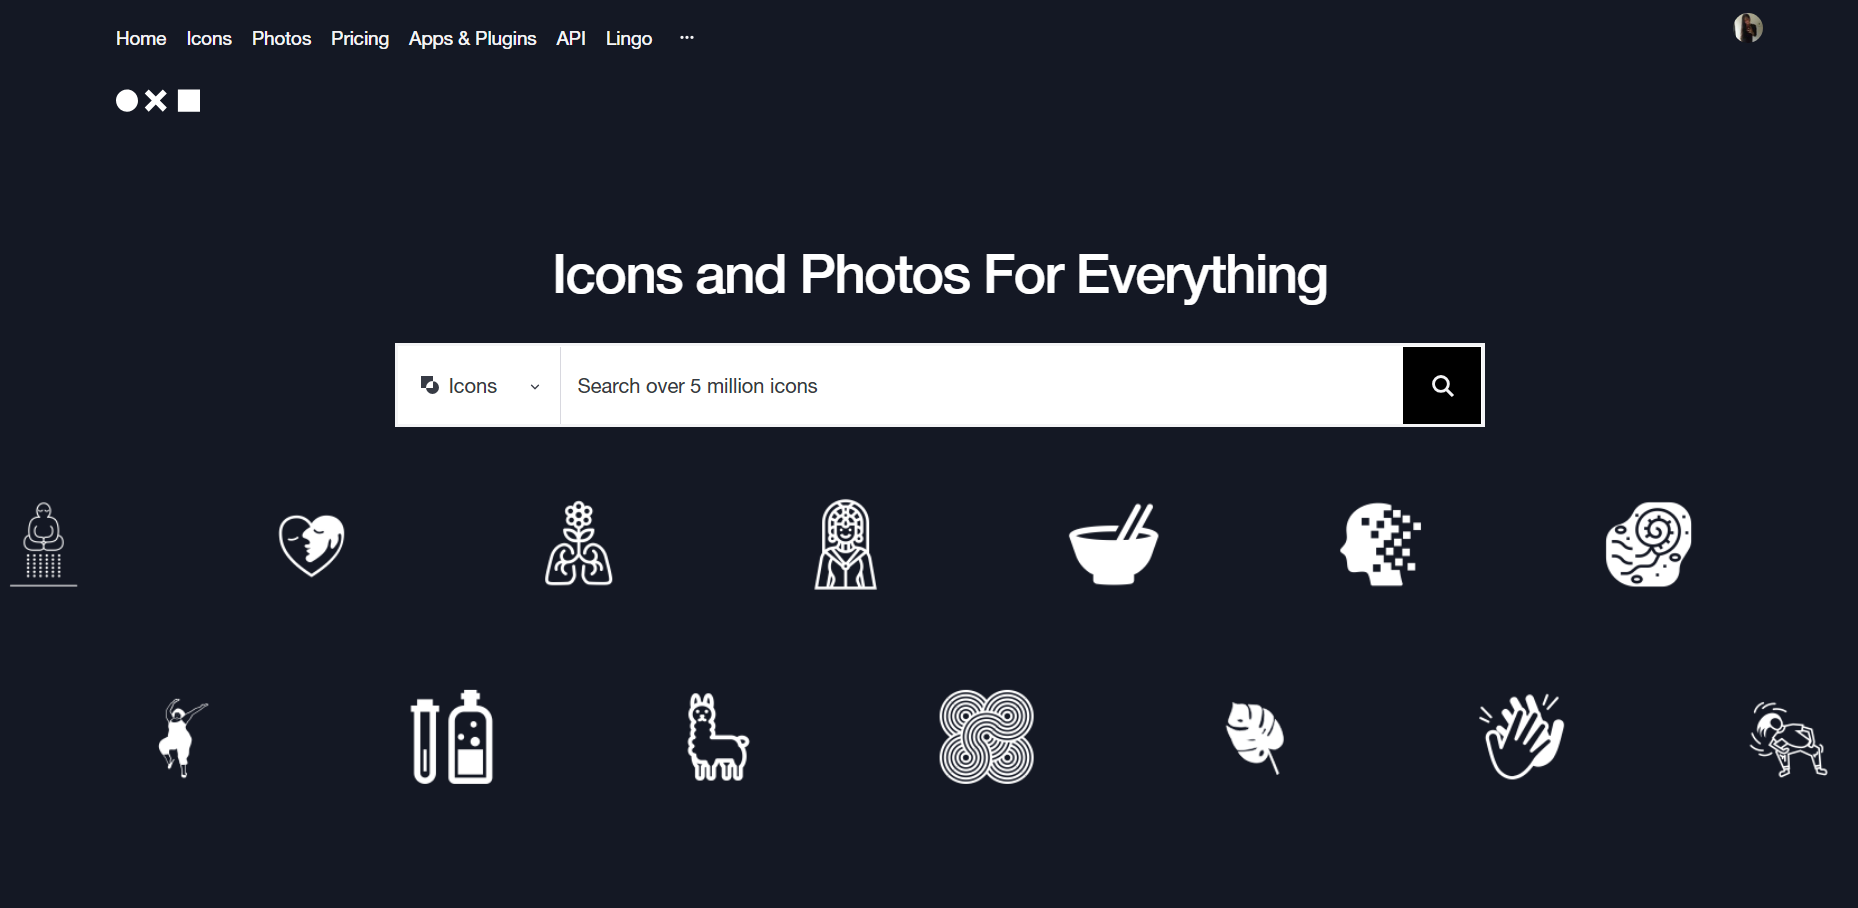 Home Icons Photos Pricing Apps & Plugins API Lingo ...
Icons and Photos For Everything
Icons Search over 5 million icons